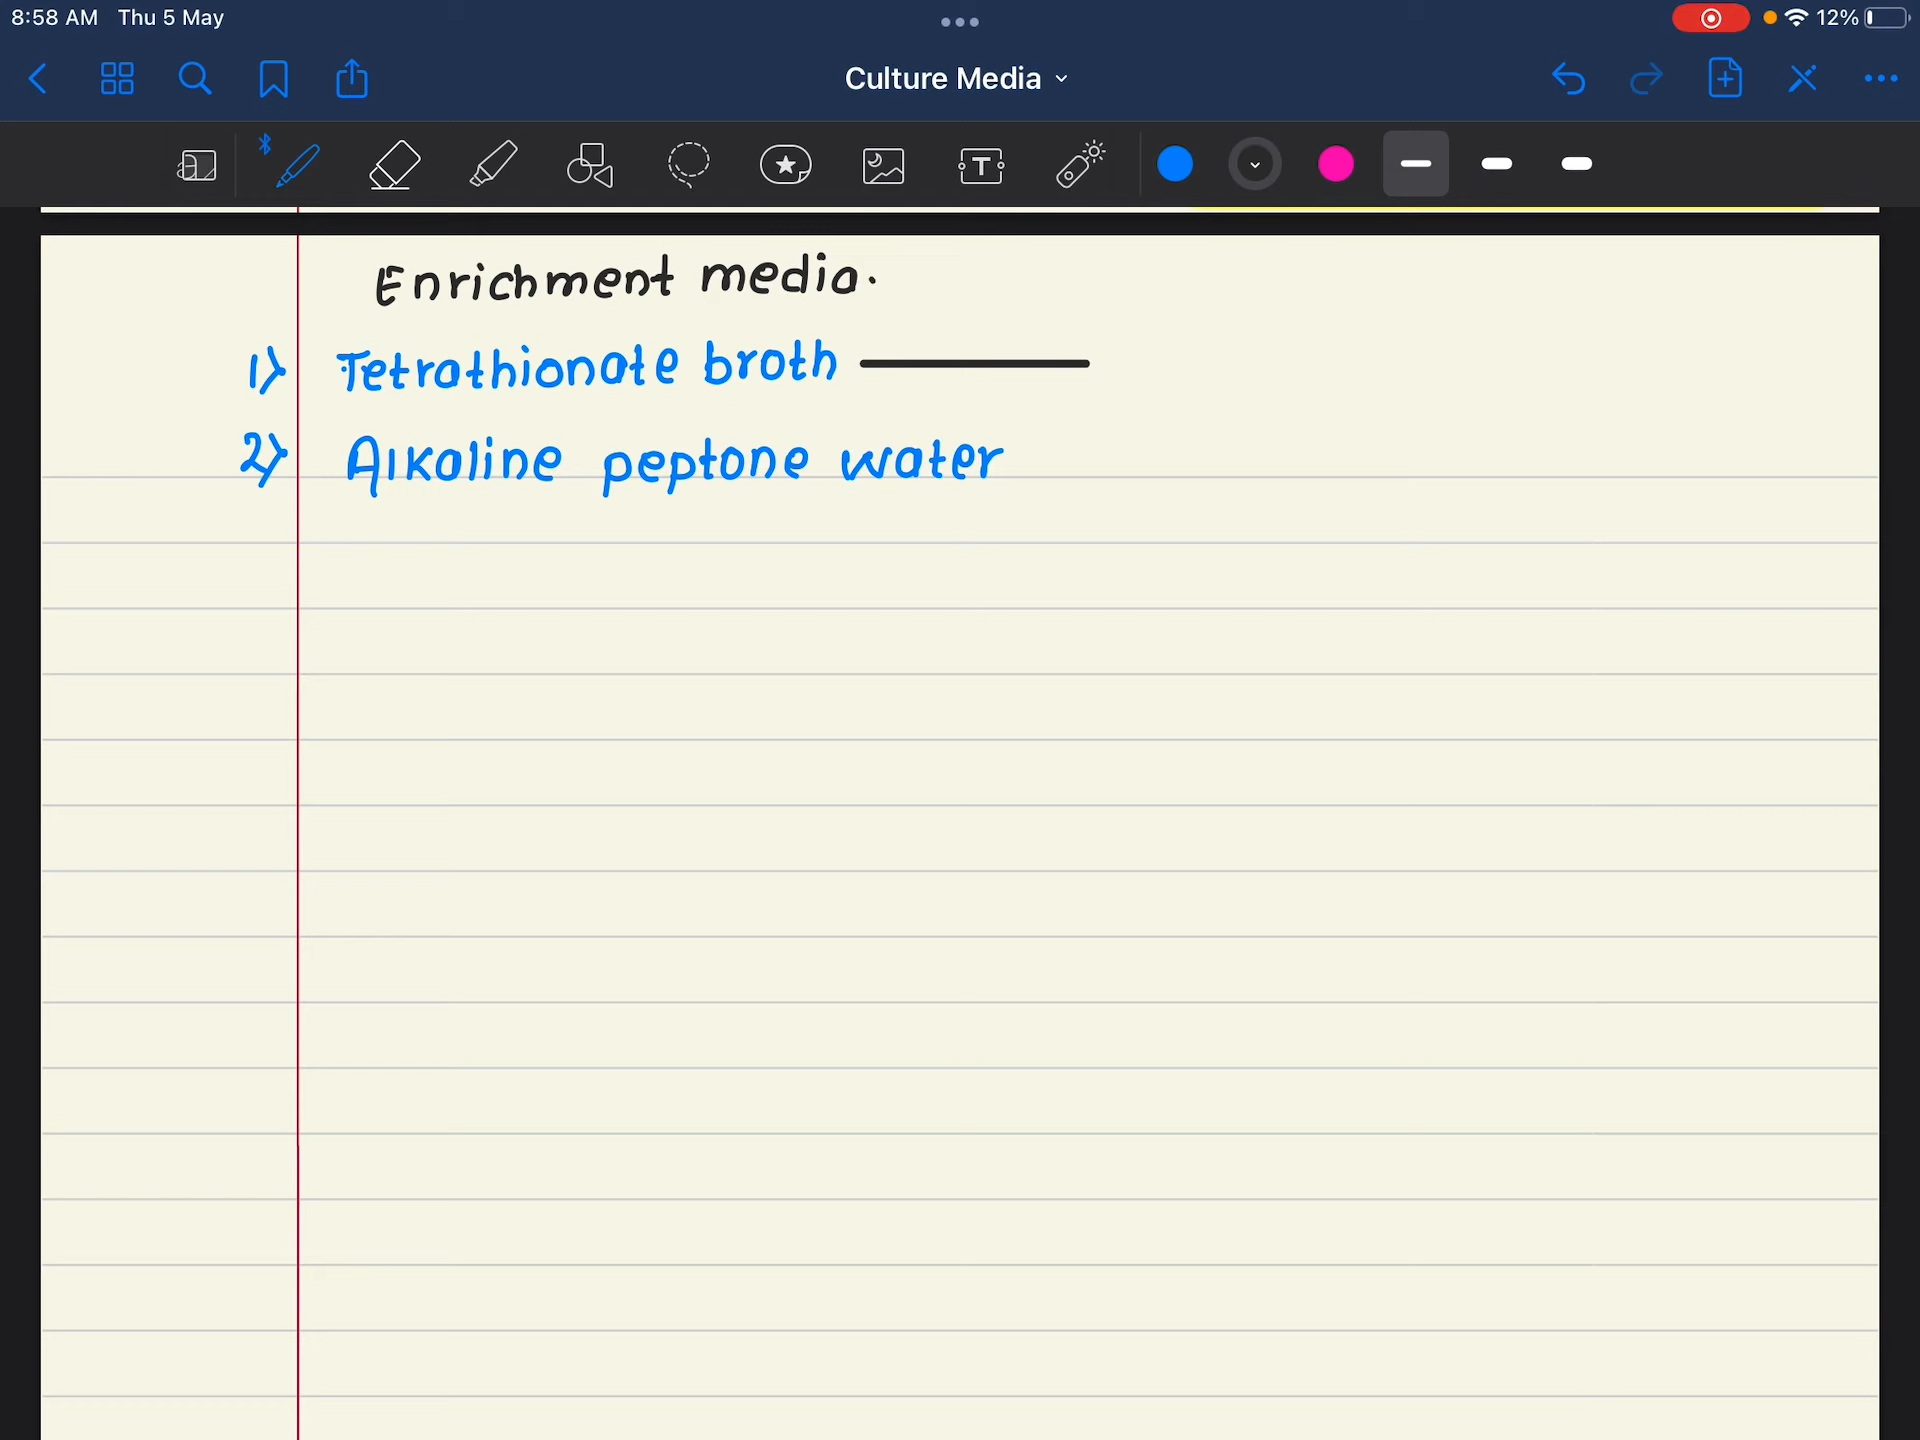 8:58 AM Thu 5 May
12%
Culture Media
T
Enrichment media.
1) Tetrathionate broth
2) Alkaline peptone water